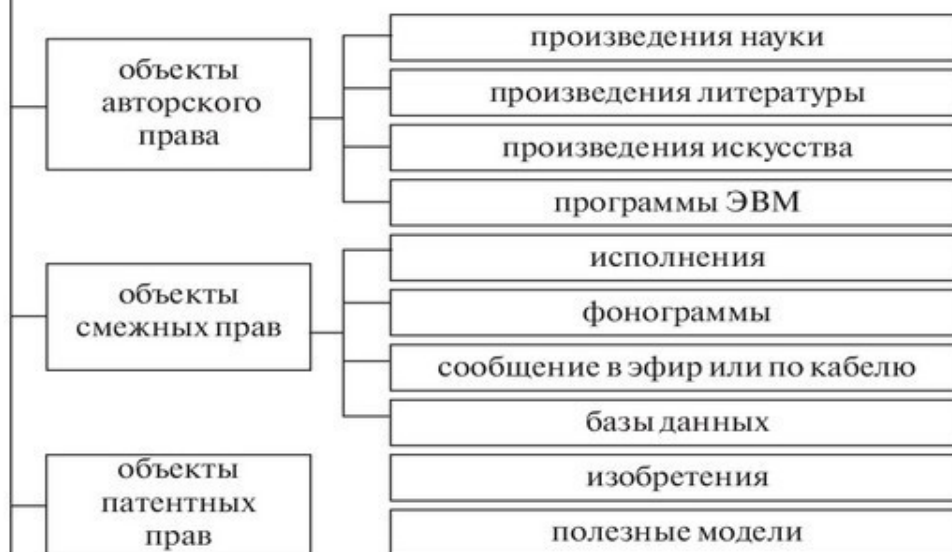 объекты
авторского
права
произведения науки
произведения литературы
произведения искусства
программы ЭВМ
объекты
смежных прав
исполнения
фонограммы
сообщение в эфир или по кабелю
базы данных
объекты
патентных
прав
изобретения
полезные модели